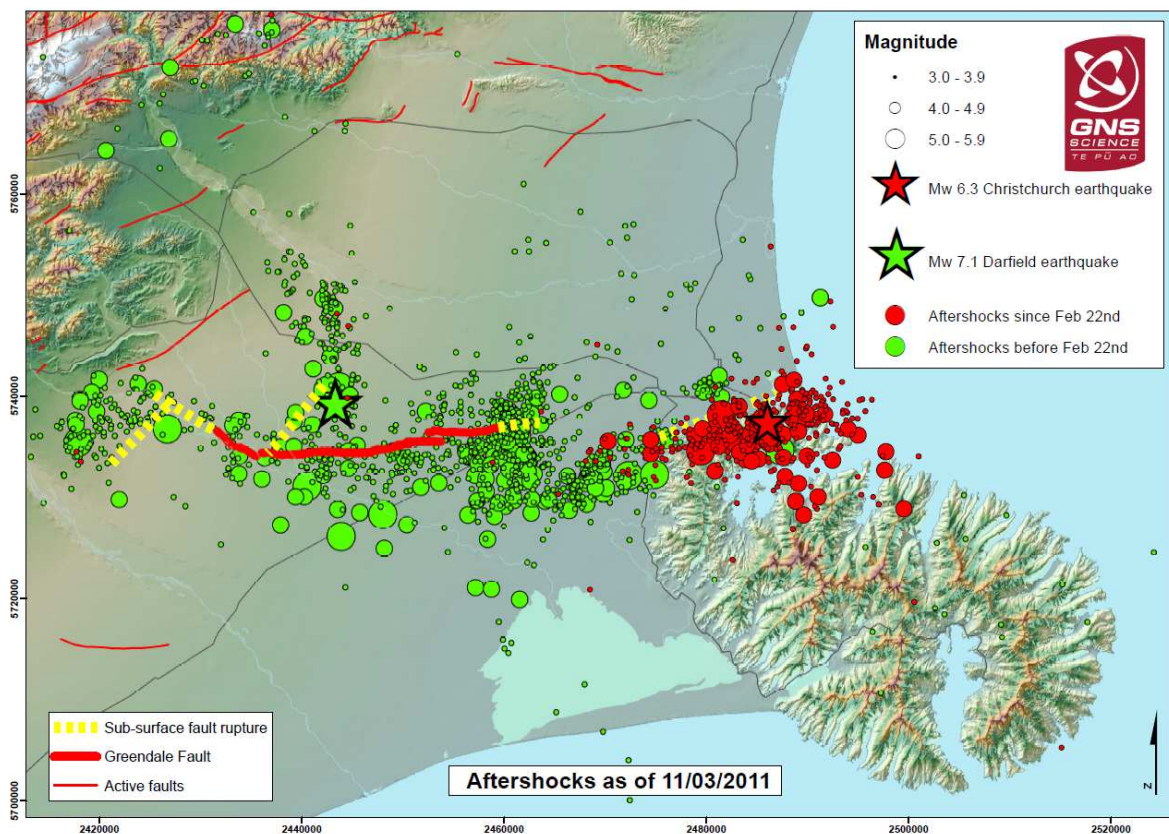 Magnitude
3.0 - 3.9
4.0 - 4.9
5.0 - 5.9
GNS
SCIENCE
TE PŪ AO
Mw 6.3 Christchurch earthquake
Mw 7.1 Darfield earthquake
Aftershocks since Feb 22nd
Aftershocks before Feb 22nd
5760000
5740000
5720000
5700000
Sub-surface fault rupture
Greendale Fault
Active faults
Aftershocks as of 11/03/2011
N
2420000
2440000
2460000
2480000
2500000
2520000